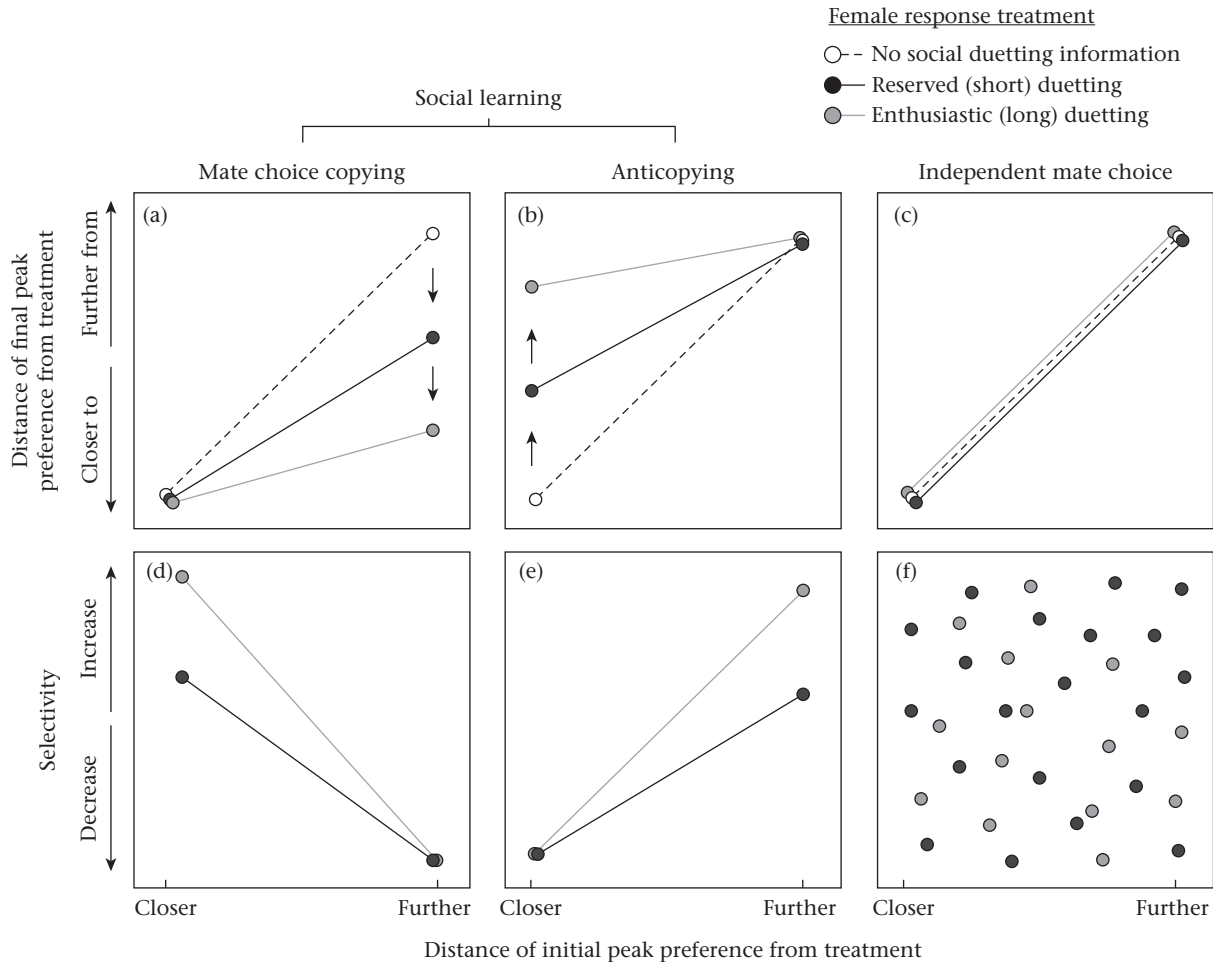 Female response treatment
No social duetting information
Reserved (short) duetting
Enthusiastic (long) duetting
Social learning
Mate choice copying
Anticopying
Independent mate choice
(a)
(b)
(c)
Distance of final peak
preference from treatment
Further from
Closer to
(d)
(e)
(f)
Selectivity
Increase
Decrease
Closer
Further
Closer
Further
Closer
Further
Distance of initial peak preference from treatment